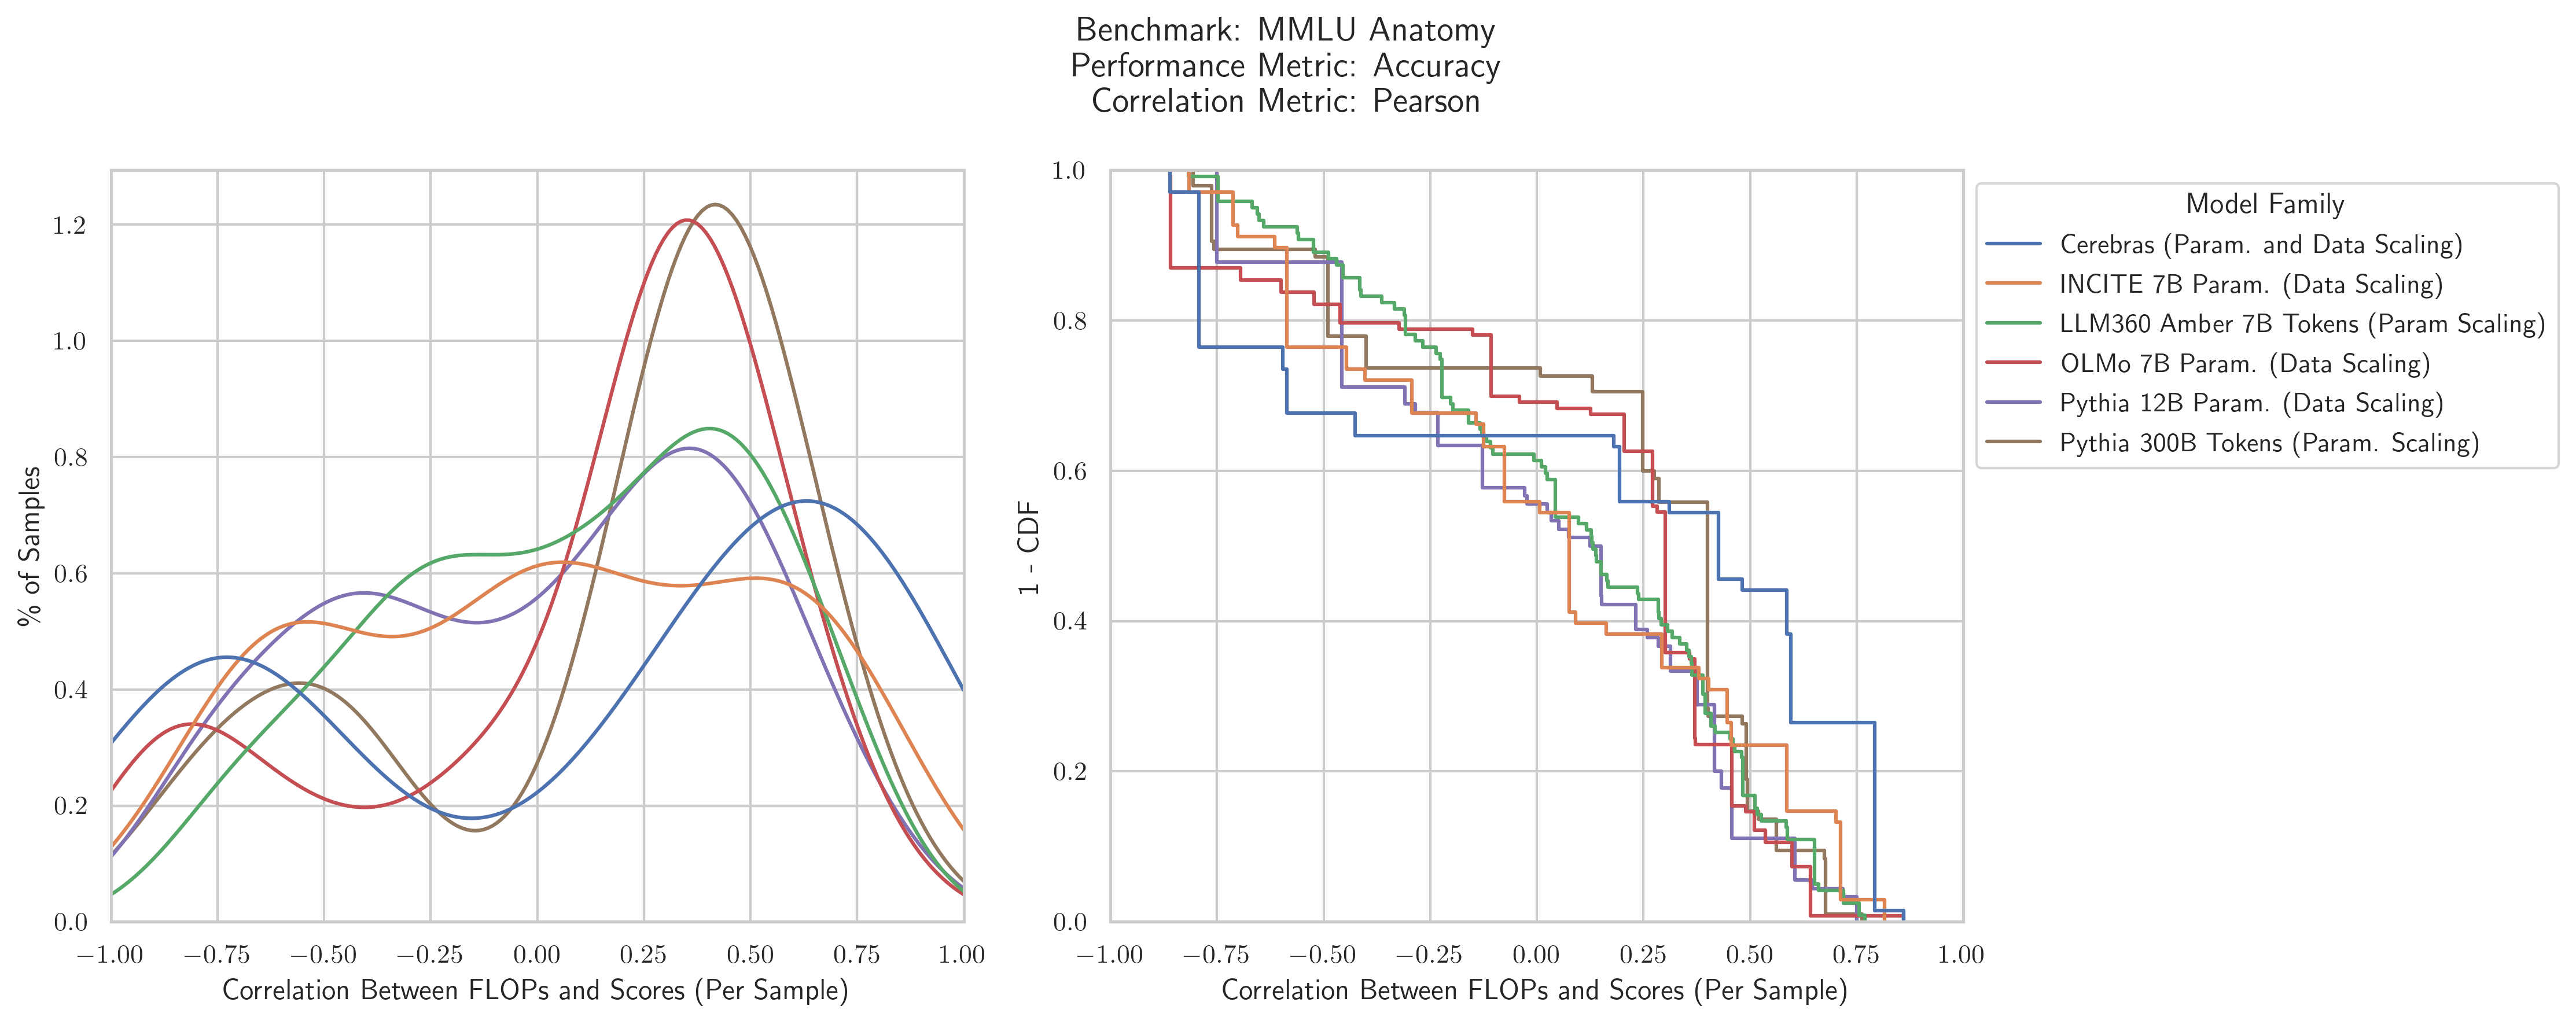 Benchmark: MMLU Anatomy
Performance Metric: Accuracy
Correlation Metric: Pearson
% of Samples
1.2
1.0
0.8
0.6
0.4
0.2
0.0
−1.00 −0.75 −0.50 −0.25 0.00 0.25 0.50 0.75 1.00
Correlation Between FLOPs and Scores (Per Sample)
1 - CDF
1.0
0.8
0.6
0.4
0.2
0.0
−1.00 −0.75 −0.50 −0.25 0.00 0.25 0.50 0.75 1.00
Correlation Between FLOPs and Scores (Per Sample)
Model Family
Cerebras (Param. and Data Scaling)
INCITE 7B Param. (Data Scaling)
LLM360 Amber 7B Tokens (Param Scaling)
OLMo 7B Param. (Data Scaling)
Pythia 12B Param. (Data Scaling)
Pythia 300B Tokens (Param. Scaling)